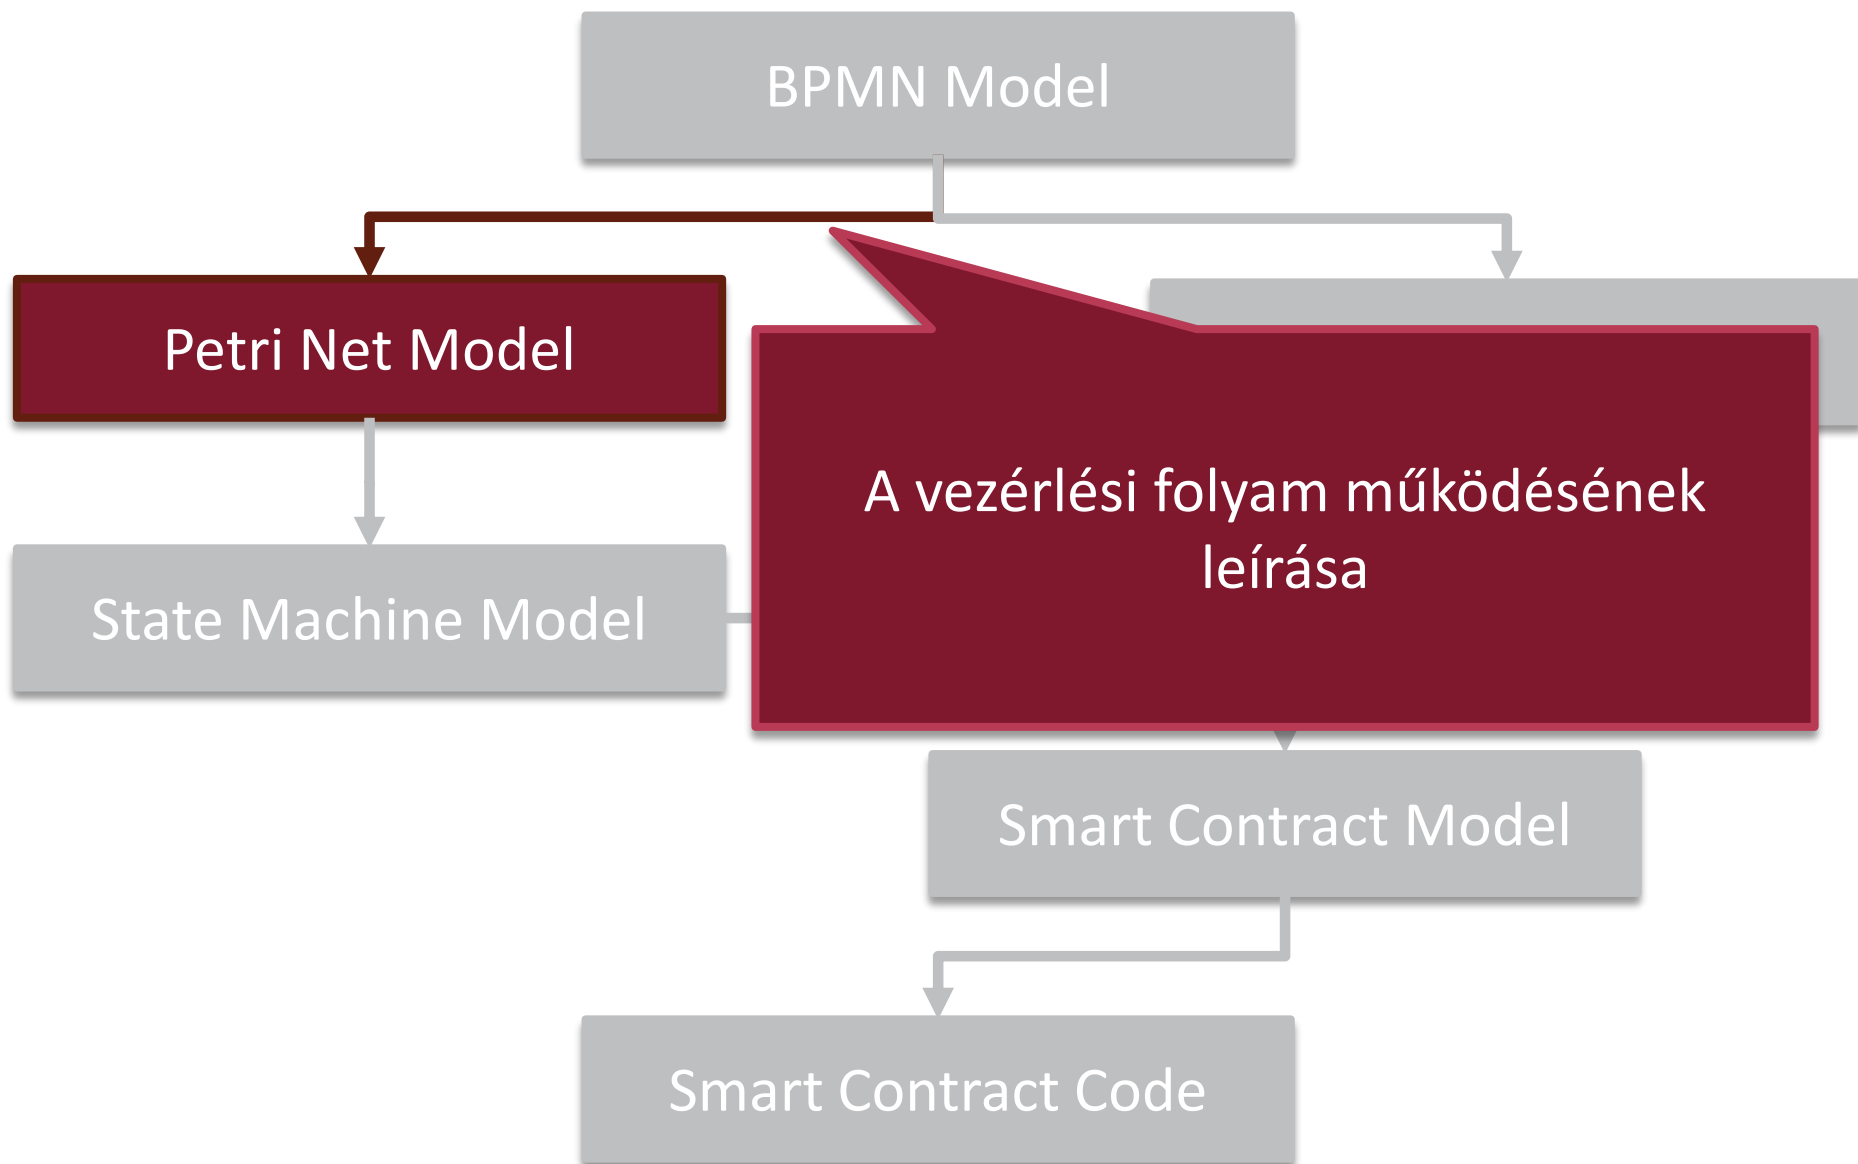 BPMN Model
Petri Net Model
A vezérlési folyam működésének
leírása
State Machine Model
Smart Contract Model
Smart Contract Code